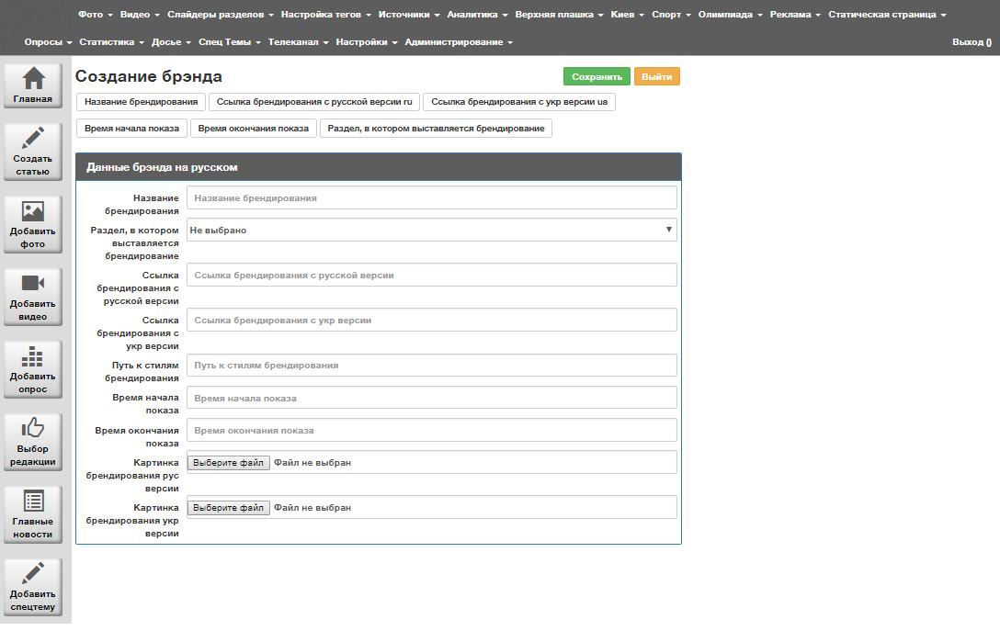 Фото Видео Слайдеры разделов Настройка тегов Источники Аналитика Верхняя плашка Киев Спорт Олимпиада Реклама Статическая страница
Опросы Статистика Досье Спец Темы Телеканал Настройки Администрирование Выход ()
Главная
Создать
статью
Добавить
фото
Добавить
видео
Добавить
опрос
Выбор
редакции
Главные
новости
Добавить
спецтему
Создание брэнда Сохранить Выйти
Название брендирования Ссылка брендирования с русской версии ru Ссылка брендирования с укр версии ua
Время начала показа Время окончания показа Раздел, в котором выставляется брендирование
Данные брэнда на русском
Название
брендирования
Название брендирования
Раздел, в котором
выставляется
брендирование
Не выбрано
Ссылка
брендирования с
русской версии
Ссылка брендирования с русской версии
Ссылка
брендирования с
укр версии
Ссылка брендирования с укр версии
Путь к стилям
брендирования
Путь к стилям брендирования
Время начала
показа
Время начала показа
Время окончания
показа
Время окончания показа
Картинка
брендирования рус
версии
Выберите файл Файл не выбран
Картинка
брендирования укр
версии
Выберите файл Файл не выбран